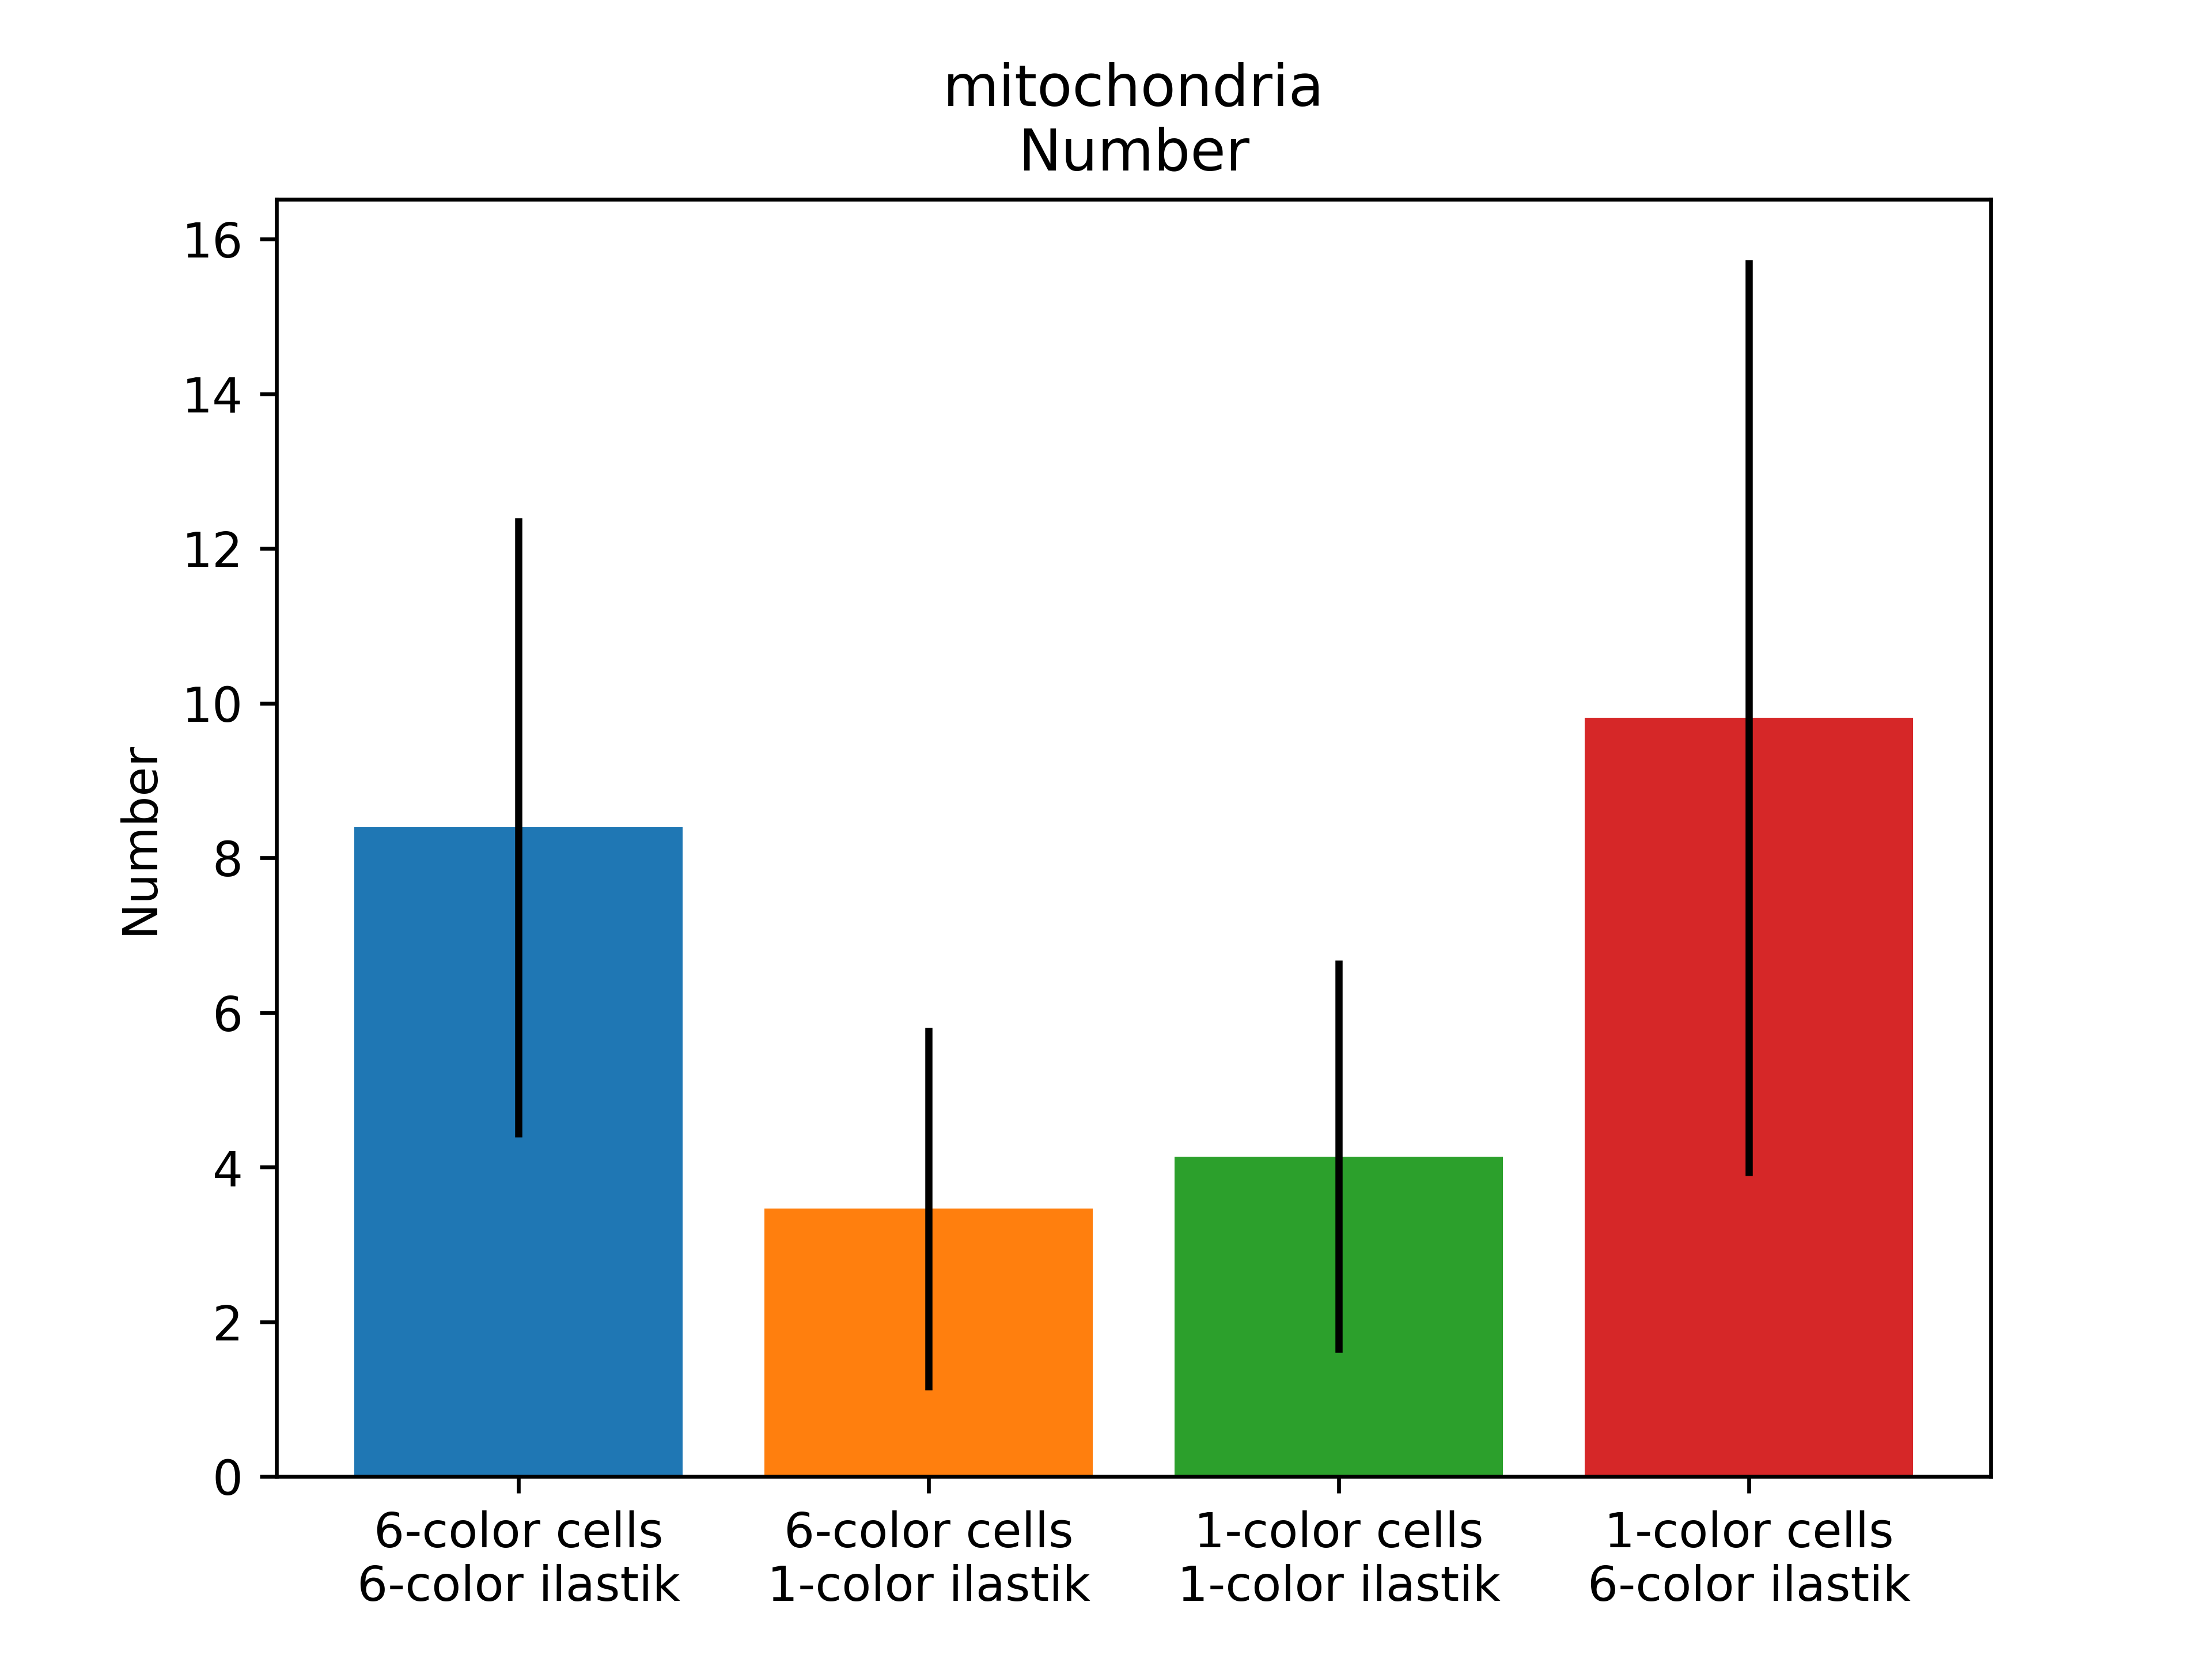 mitochondria
Number
16
14
12
10
8
6
4
2
0
Number
6-color cells
6-color ilastik
6-color cells
1-color ilastik
1-color cells
1-color ilastik
1-color cells
6-color ilastik